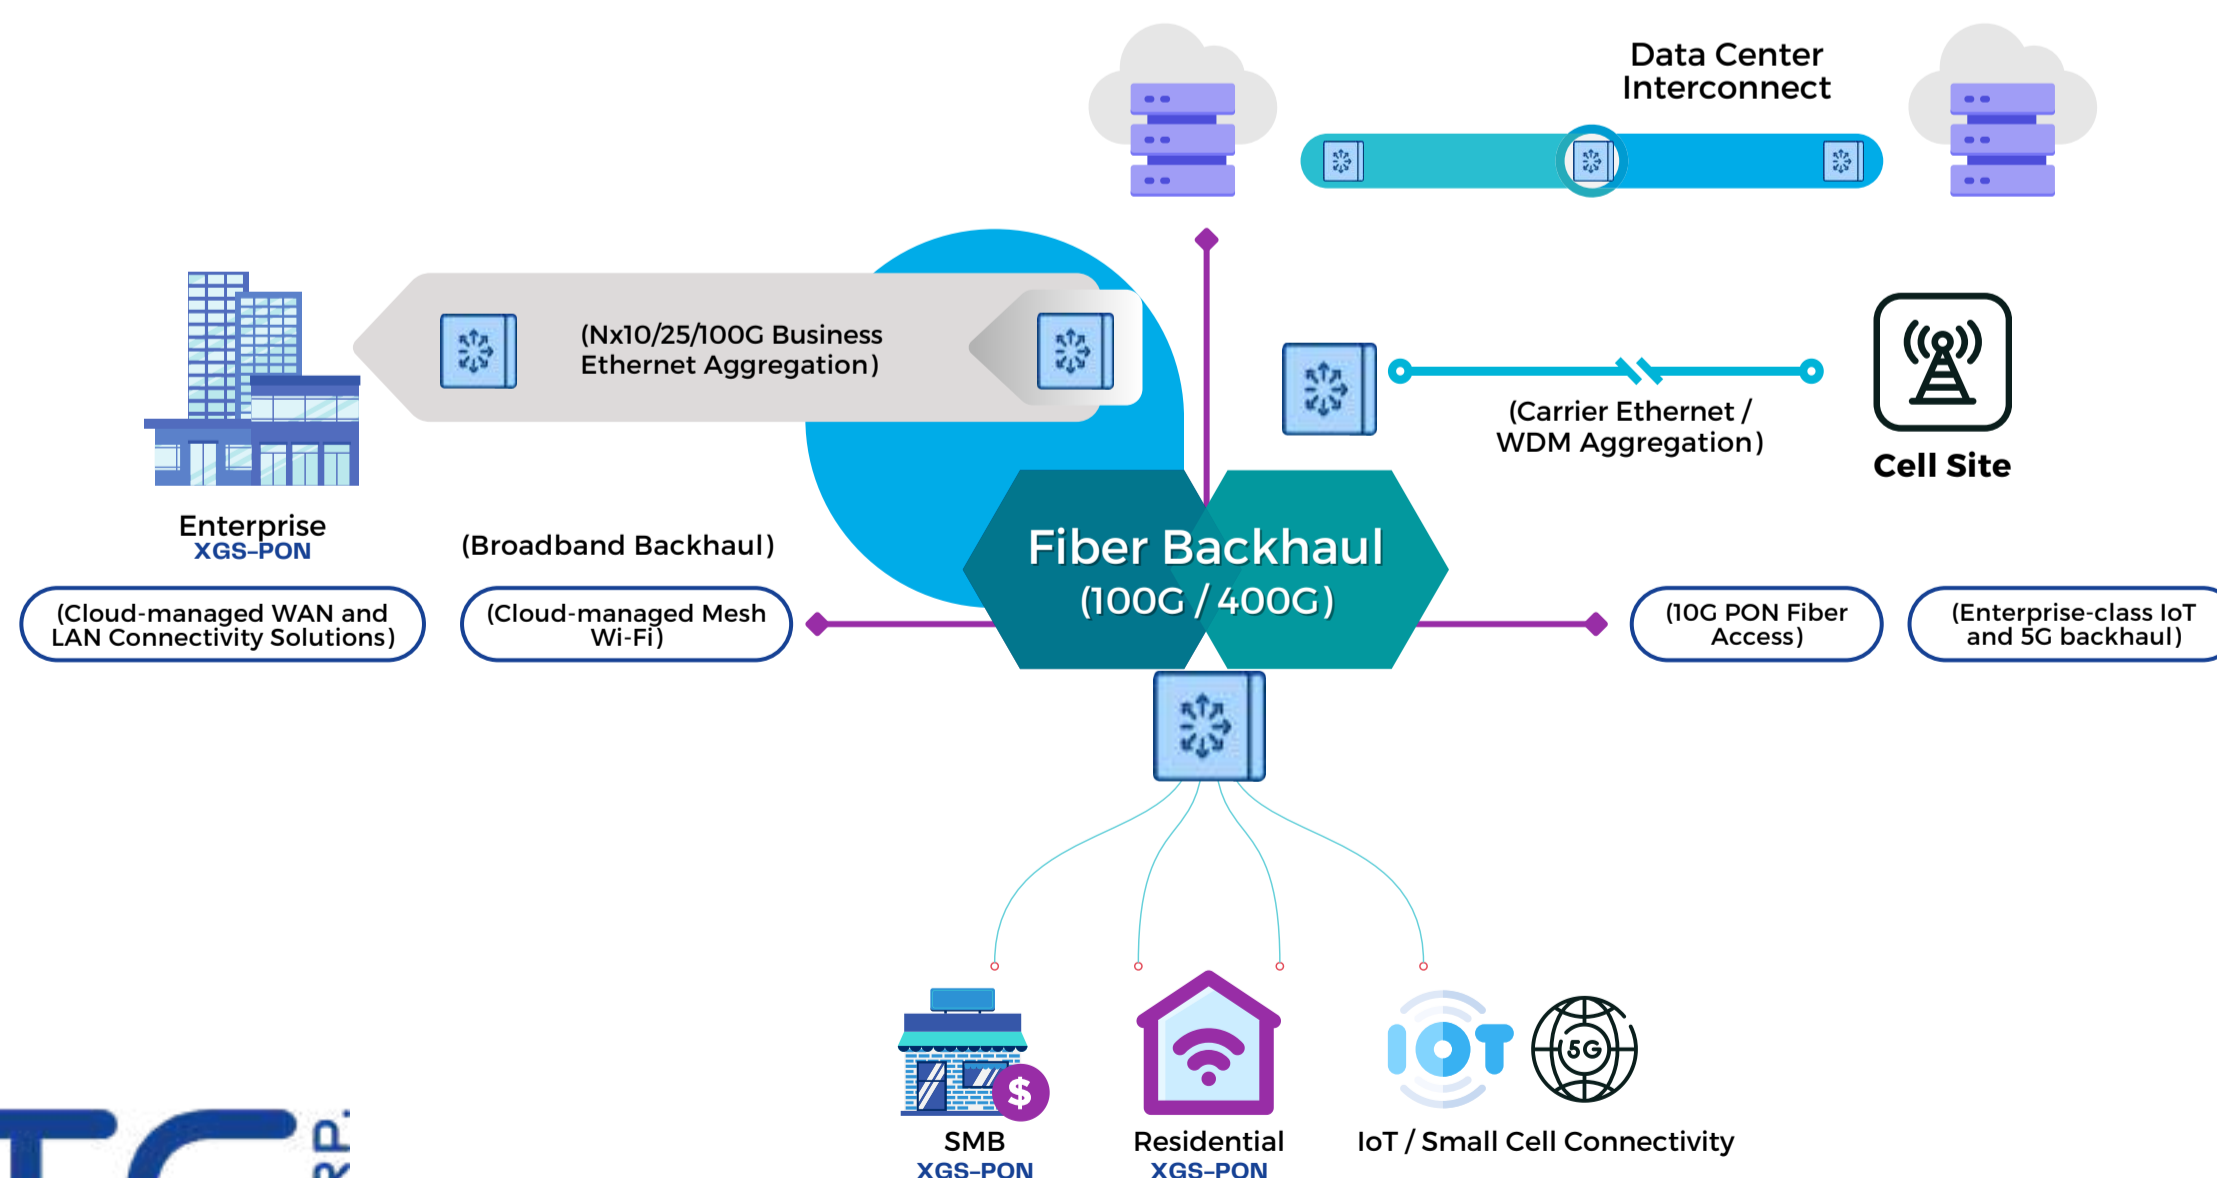 Data Center
Interconnect
(Nx10/25/100G Business
Ethernet Aggregation)
(Carrier Ethernet /
WDM Aggregation)
Cell Site
Enterprise
XGS-PON
(Broadband Backhaul)
Fiber Backhaul
(100G / 400G)
(Cloud-managed WAN and
LAN Connectivity Solutions)
(Cloud-managed Mesh
Wi-Fi)
(10G PON Fiber
Access)
(Enterprise-class IoT
and 5G backhaul)
IOT
5G
$
SMB
XGS-PON
Residential
XGS-PON
IoT / Small Cell Connectivity